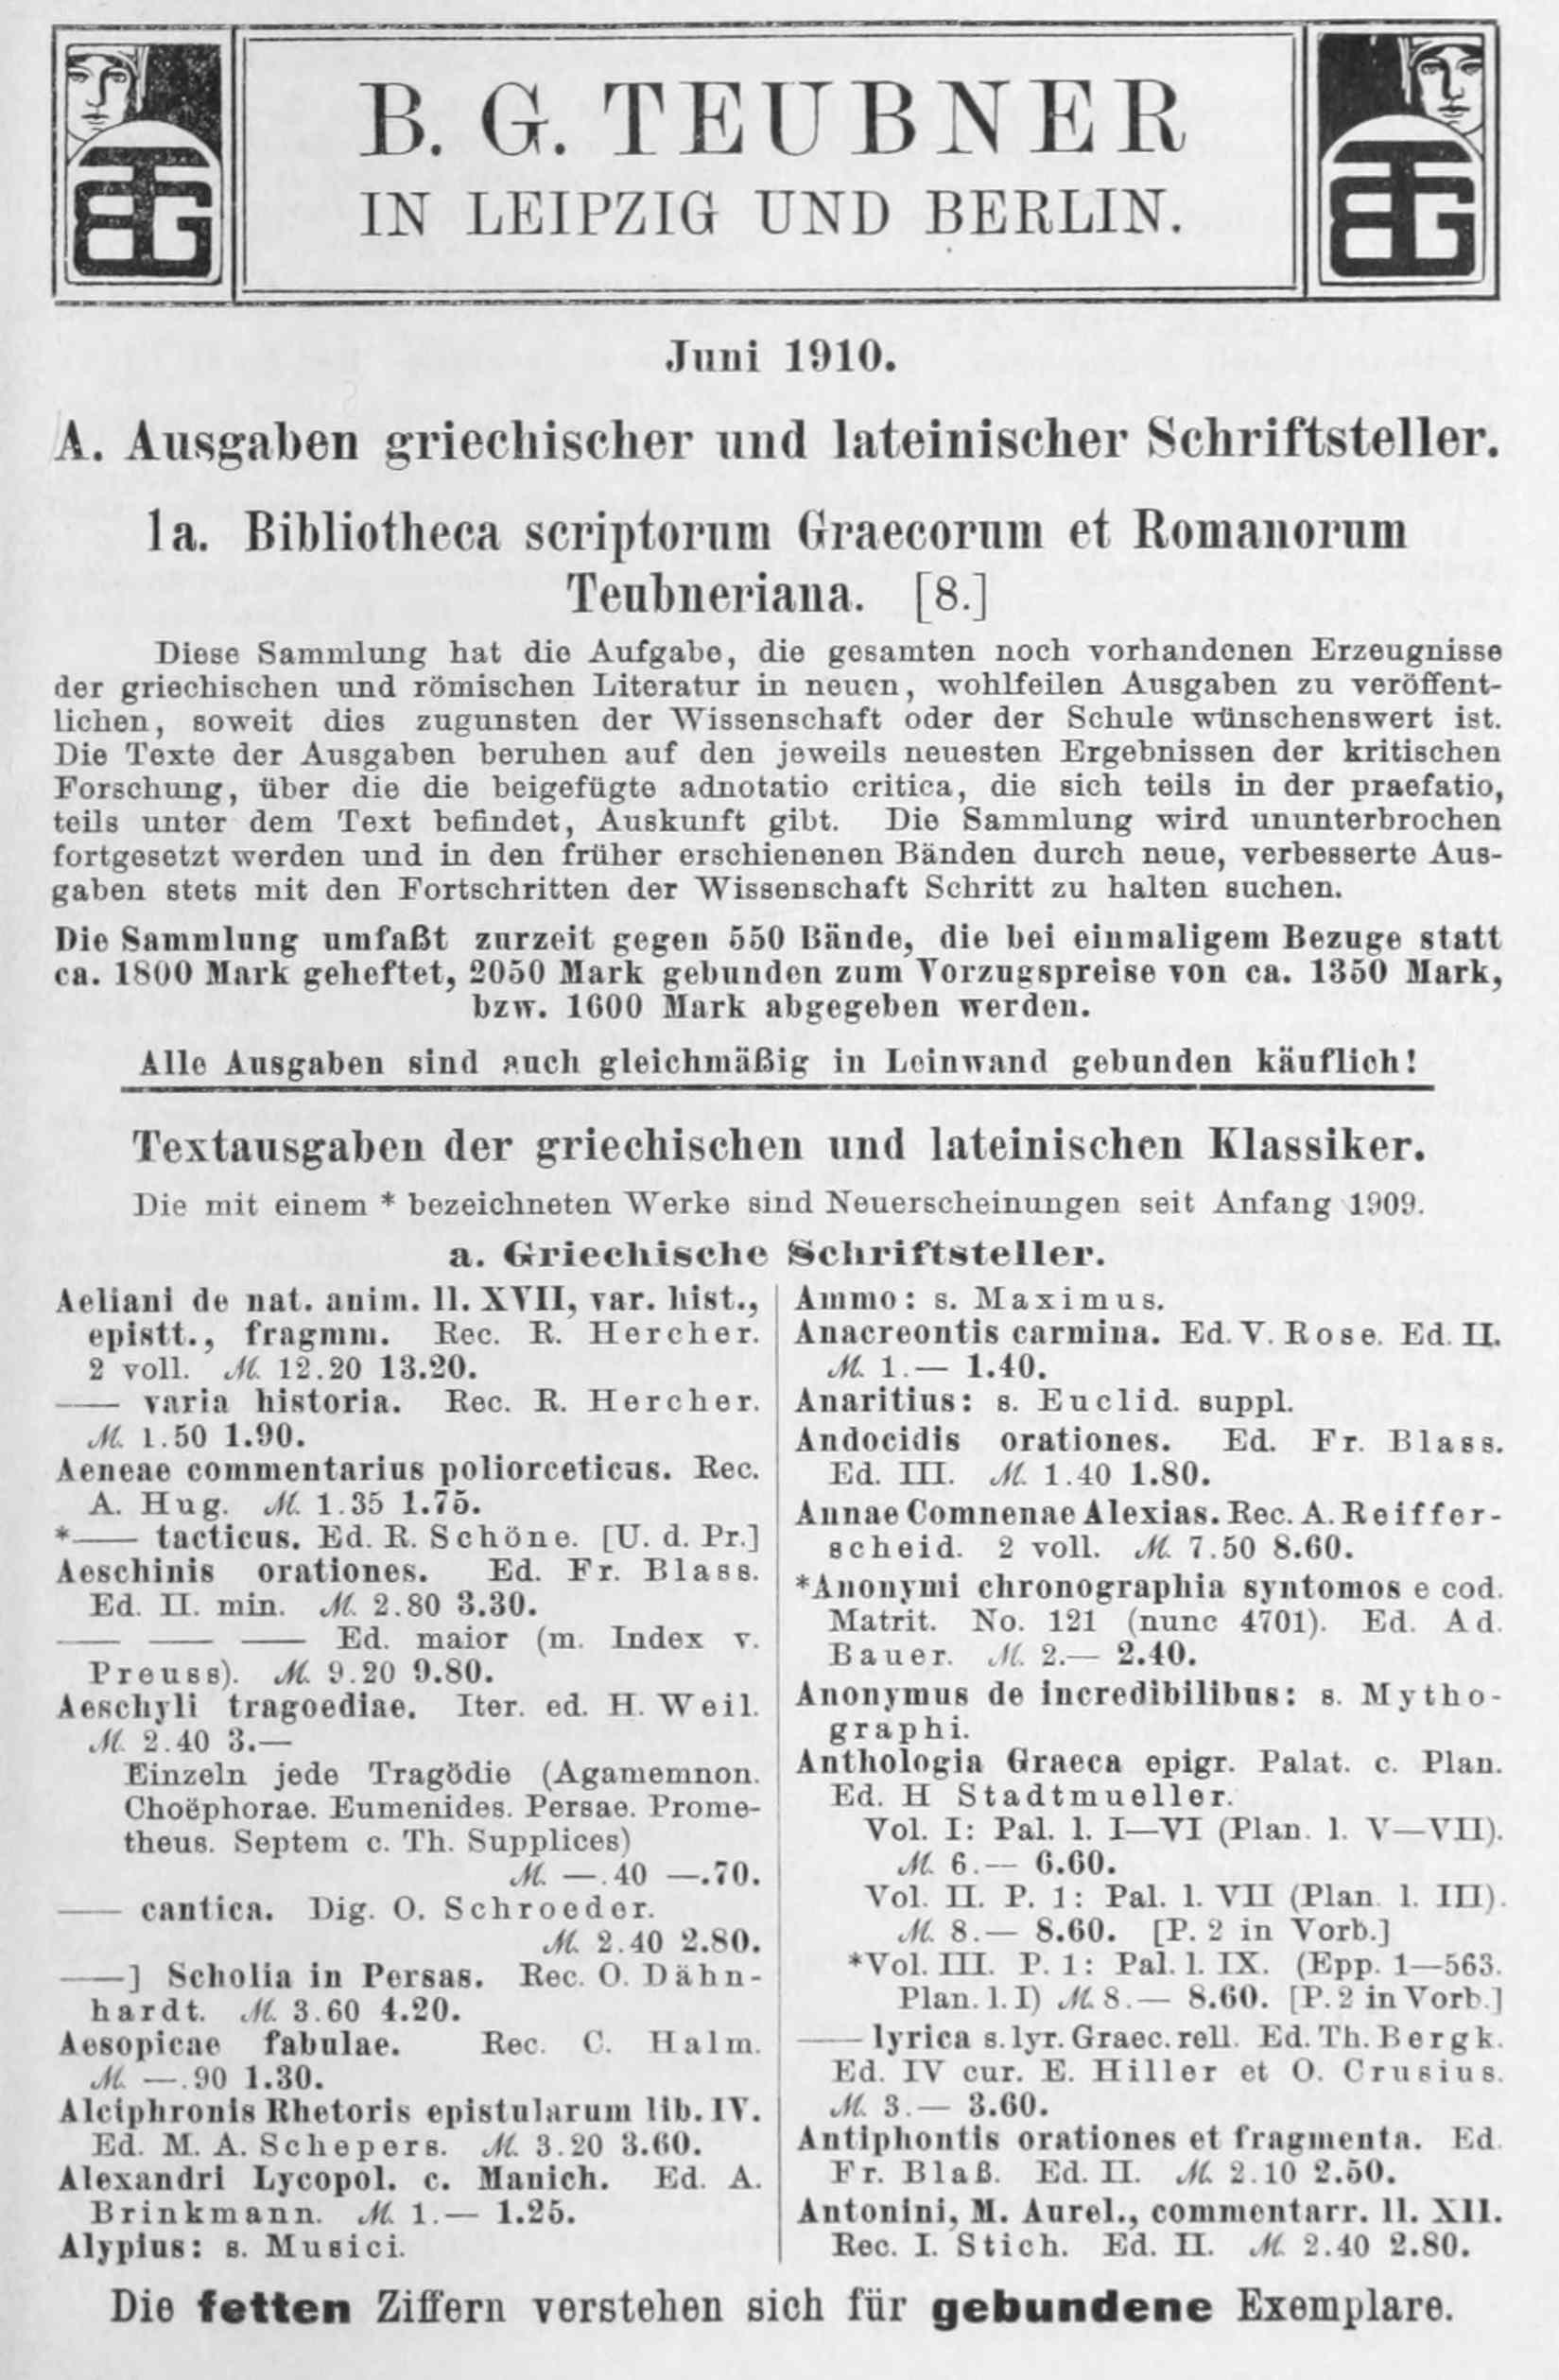 B. G. TEUBNER
IN LEIPZIG UND BERLIN.
Juni 1910.
A. Ausgaben griechischer und lateinischer Schriftsteller.
1a. Bibliotheca scriptorum Graecorum et Romanorum
Teubneriana. [8.]
Diese Sammlung hat die Aufgabe, die gesamten noch vorhandenen Erzeugnisse
der griechischen und römischen Literatur in neuen, wohlfeilen Ausgaben zu veröffent-
lichen, soweit dies zugunsten der Wissenschaft oder der Schule wünschenswert ist.
Die Texte der Ausgaben beruhen auf den jeweils neuesten Ergebnissen der kritischen
Forschung, über die die beigefügte adnotatio critica, die sich teils in der praefatio,
teils unter dem Text befindet, Auskunft gibt. Die Sammlung wird ununterbrochen
fortgesetzt werden und in den früher erschienenen Bänden durch neue, verbesserte Aus-
gaben stets mit den Fortschritten der Wissenschaft Schritt zu halten suchen.
Die Sammlung umfaßt zurzeit gegen 550 Bände, die bei einmaligem Bezuge statt
ca. 1800 Mark geheftet, 2050 Mark gebunden zum Vorzugspreise von ca. 1350 Mark,
bzw. 1600 Mark abgegeben werden.
Alle Ausgaben sind auch gleichmäßig in Leinwand gebunden käuflich!
Textausgaben der griechischen und lateinischen Klassiker.
Die mit einem * bezeichneten Werke sind Neuerscheinungen seit Anfang 1909.
a. Griechische Schriftsteller.
Aeliani de nat. anim. ll. XVII, var. hist.,
epistt., fragmm. Rec. R. Hercher.
2 voll. M. 12.20 13.20.
—— varia historia. Rec. R. Hercher.
M. 1.50 1.90.
Aeneae commentarius poliorceticus. Rec.
A. Hug. M. 1.35 1.75.
*—— tacticus. Ed. R. Schöne. [U. d. Pr.]
Aeschinis orationes. Ed. Fr. Blass.
Ed. II. min. M. 2.80 3.30.
—— —— —— Ed. maior (m. Index v.
Preuss). M. 9.20 9.80.
Aeschyli tragoediae. Iter. ed. H. Weil.
M. 2.40 3.—
Einzeln jede Tragödie (Agamemnon.
Choëphorae. Eumenides. Persae. Prome-
theus. Septem c. Th. Supplices)
M. —.40 —.70.
—— cantica. Dig. O. Schroeder.
M. 2.40 2.80.
——] Scholia in Persas. Rec. O. Dähn-
hardt. M. 3.60 4.20.
Aesopicae fabulae. Rec. C. Halm.
M. —.90 1.30.
Alciphronis Rhetoris epistularum lib. IV.
Ed. M. A. Schepers. M. 3.20 3.60.
Alexandri Lycopol. c. Manich. Ed. A.
Brinkmann. M. 1.— 1.25.
Alypius: s. Musici.
Ammo: s. Maximus.
Anacreontis carmina. Ed. V. Rose. Ed. II.
M. 1.— 1.40.
Anaritius: s. Euclid. suppl.
Andocidis orationes. Ed. Fr. Blass.
Ed. III. M. 1.40 1.80.
Annae Comnenae Alexias. Rec. A. Reiffer-
scheid. 2 voll. M. 7.50 8.60.
*Anonymi chronographia syntomos e cod.
Matrit. No. 121 (nunc 4701). Ed. Ad.
Bauer. M. 2.— 2.40.
Anonymus de incredibilibus: s. Mytho-
graphi.
Anthologia Graeca epigr. Palat. c. Plan.
Ed. H Stadtmueller.
Vol. I: Pal. l. I—VI (Plan. l. V—VII).
M. 6.— 6.60.
Vol. II. P. 1: Pal. l. VII (Plan l. III).
M. 8.— 8.60. [P. 2 in Vorb.]
*Vol. III. P. 1: Pal. l. IX. (Epp. 1—563.
Plan. l. I) M. 8.— 8.60. [P. 2 in Vorb.]
—— lyrica s. lyr. Graec. rell. Ed. Th. Bergk.
Ed. IV cur. E. Hiller et O. Crusius.
M. 3.— 3.60.
Antiphontis orationes et fragmenta. Ed.
Fr. Blaß. Ed. II. M. 2.10 2.50.
Antonini, M. Aurel., commentarr. ll. XII.
Rec. I. Stich. Ed. II. M. 2.40 2.80.
Die fetten Ziffern verstehen sich für gebundene Exemplare.